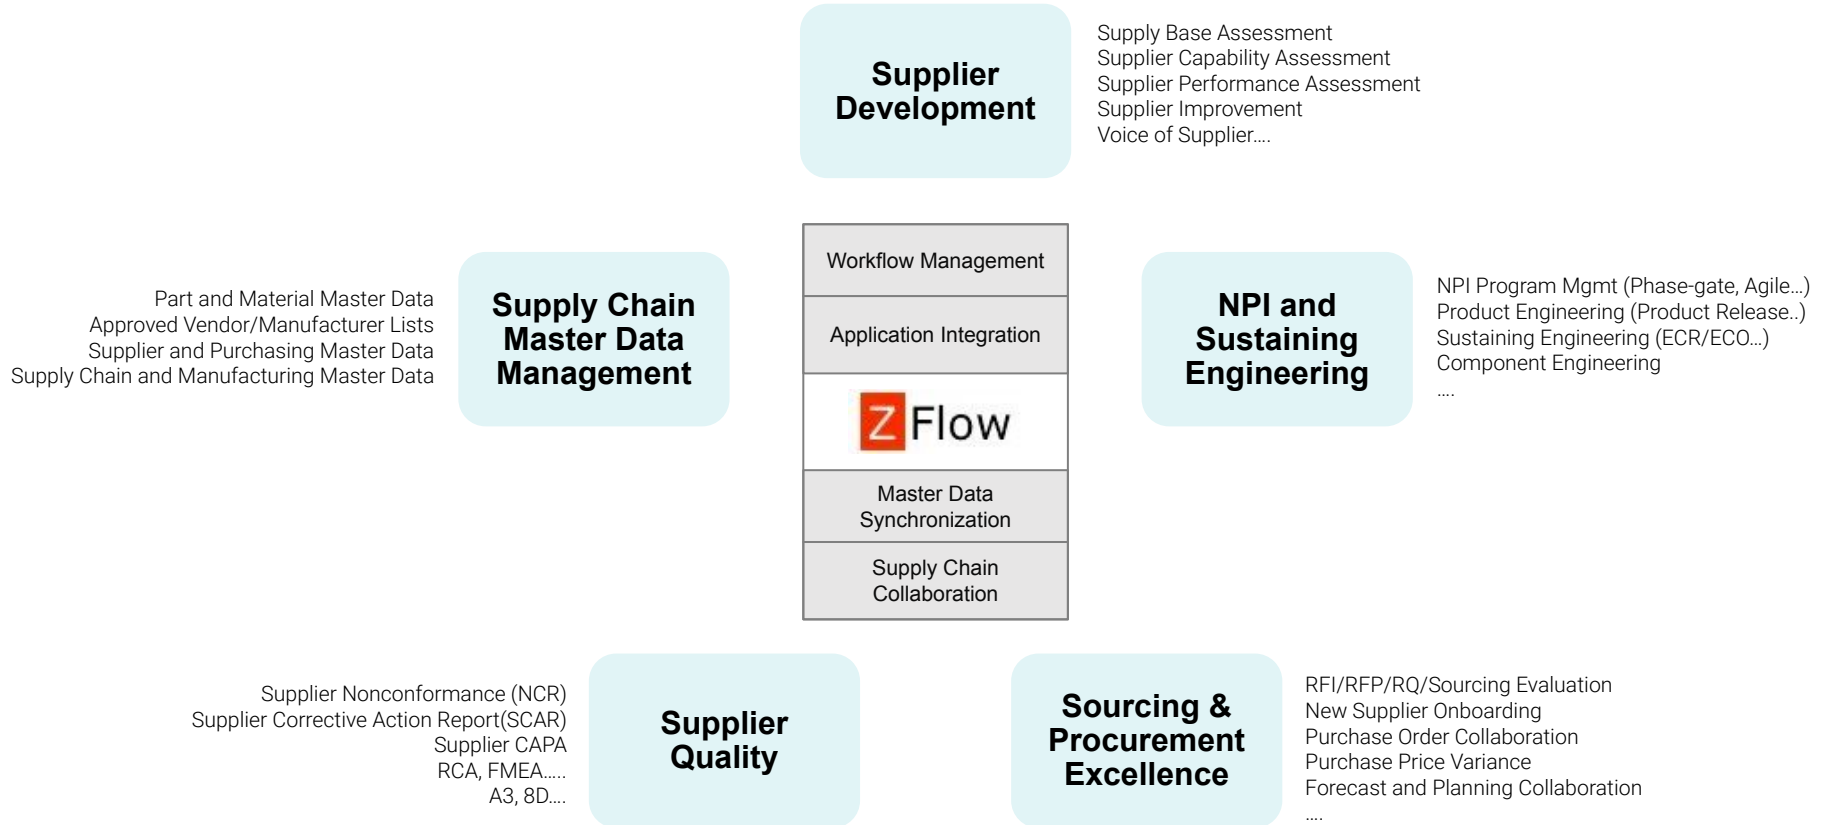 Supplier
Development
Supply Base Assessment
Supplier Capability Assessment
Supplier Performance Assessment
Supplier Improvement
Voice of Supplier....
Part and Material Master Data
Approved Vendor/Manufacturer Lists
Supplier and Purchasing Master Data
Supply Chain and Manufacturing Master Data
Supply Chain
Master Data
Management
Workflow Management
Application Integration
Z Flow
Master Data
Synchronization
Supply Chain
Collaboration
NPI and
Sustaining
Engineering
NPI Program Mgmt (Phase-gate, Agile...)
Product Engineering (Product Release..)
Sustaining Engineering (ECR/ECO...)
Component Engineering
....
Supplier Nonconformance (NCR)
Supplier Corrective Action Report(SCAR)
Supplier CAPA
RCA, FMEA.....
A3, 8D....
Supplier
Quality
Sourcing &
Procurement
Excellence
RFI/RFP/RQ/Sourcing Evaluation
New Supplier Onboarding
Purchase Order Collaboration
Purchase Price Variance
Forecast and Planning Collaboration
....